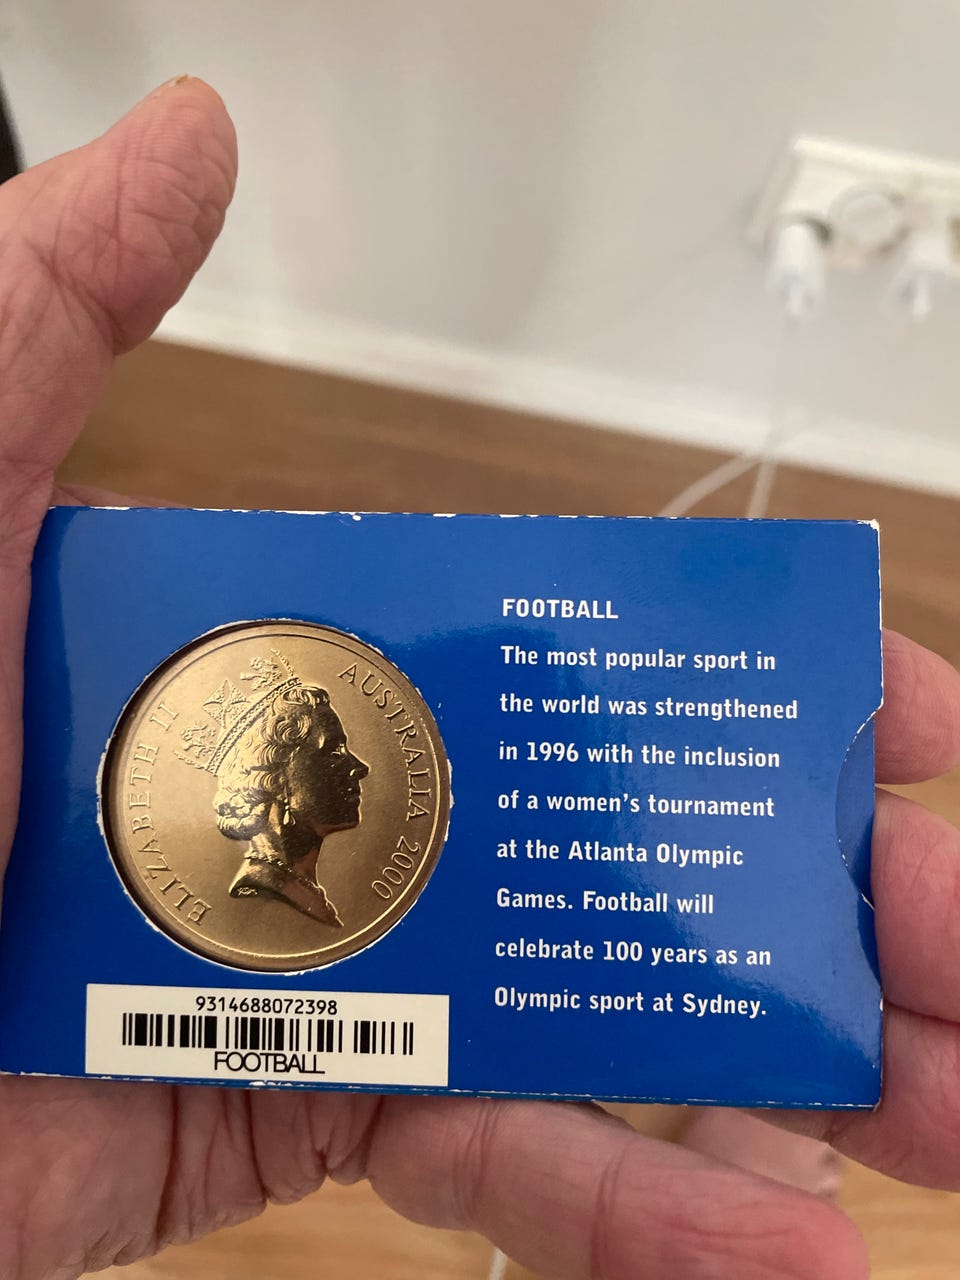 ELIZABETH II
AUSTRALIA 2000
9314688072398
FOOTBALL
FOOTBALL
The most popular sport in
the world was strengthened
in 1996 with the inclusion
of a women's tournament
at the Atlanta Olympic
Games. Football will
celebrate 100 years as an
Olympic sport at Sydney.